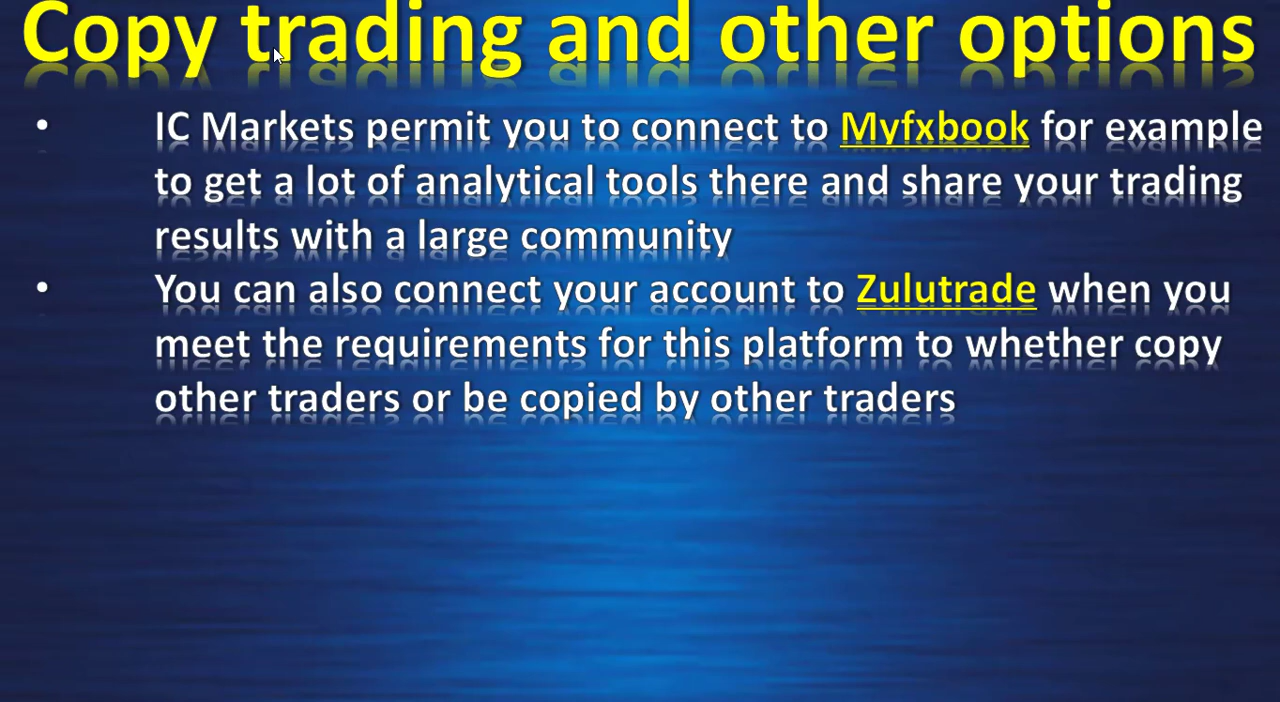 Copy trading and other options
• IC Markets permit you to connect to Myfxbook for example
to get a lot of analytical tools there and share your trading
results with a large community
• You can also connect your account to Zulutrade when you
meet the requirements for this platform to whether copy
other traders or be copied by other traders